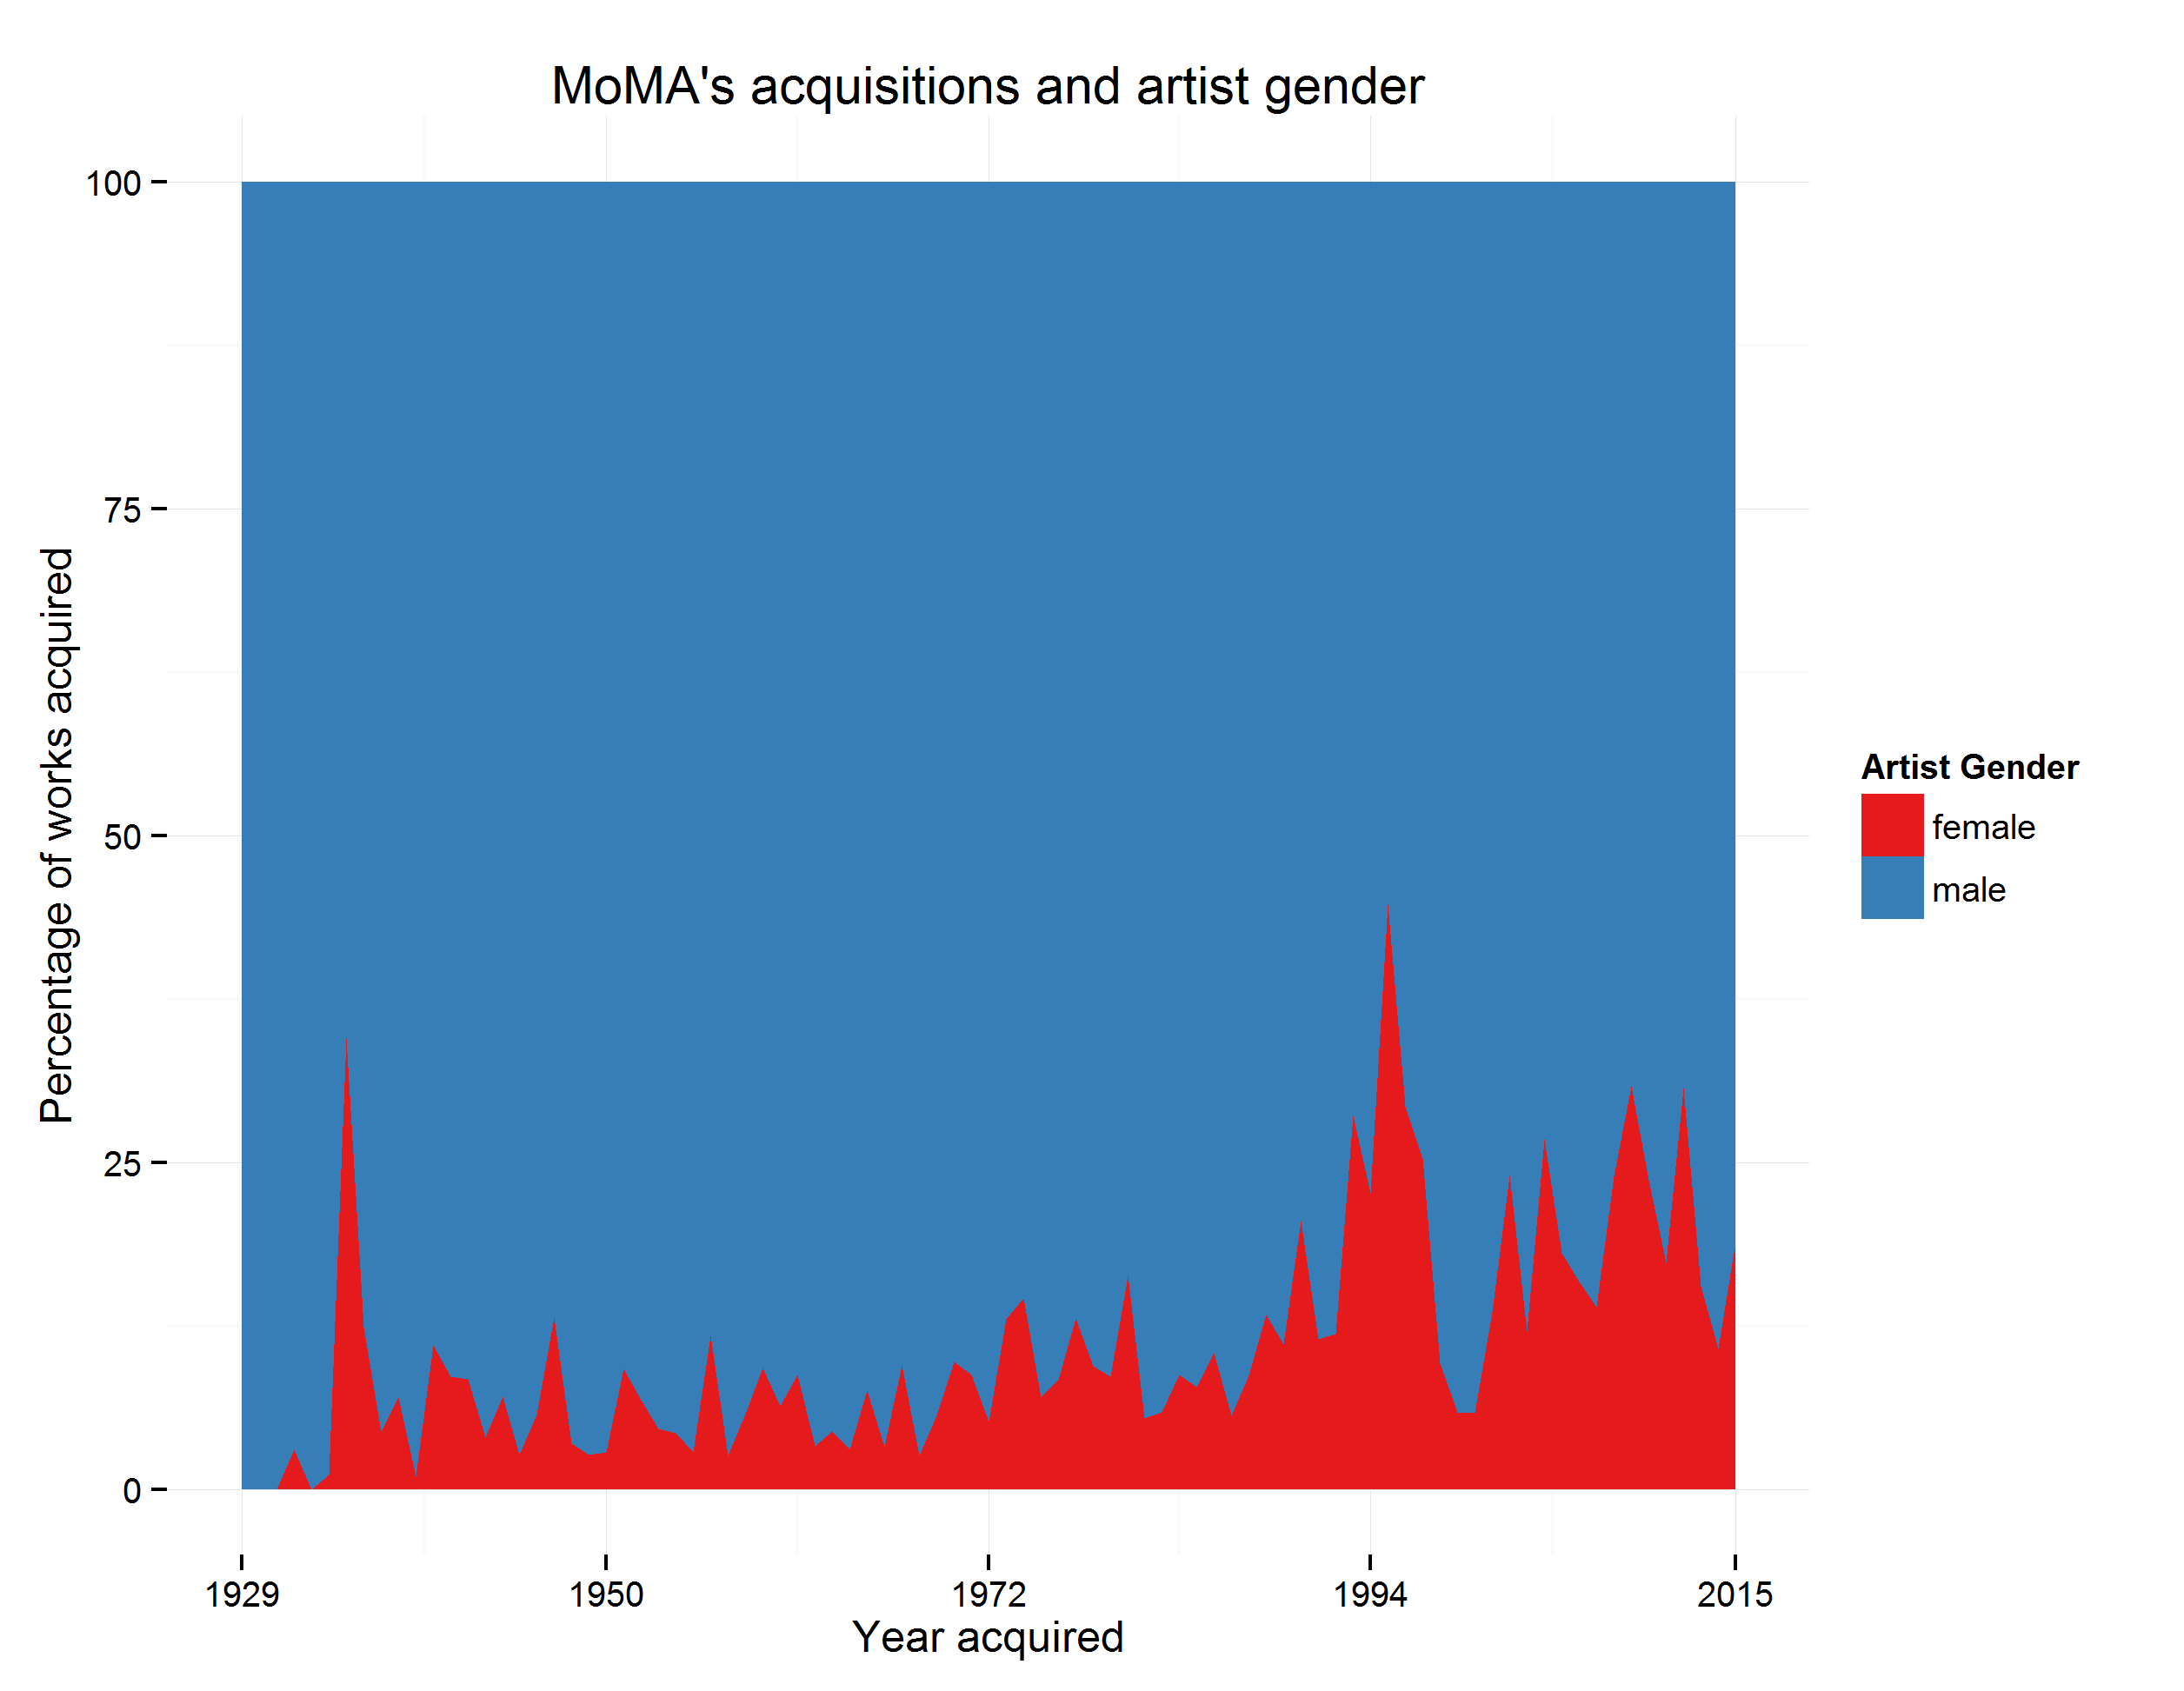 MoMA's acquisitions and artist gender
100
75
50
25
0
Percentage of works acquired
1929 1950 1972 1994 2015
Year acquired
Artist Gender
female
male